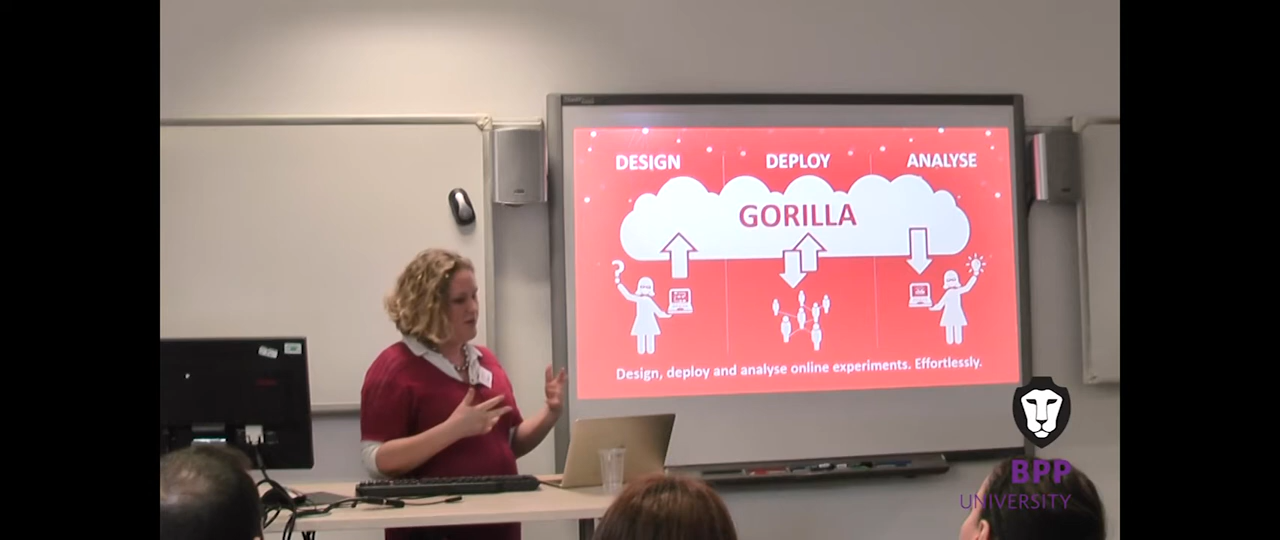 DESIGN
DEPLOY
ANALYSE
GORILLA
?
Design, deploy and analyse online experiments. Effortlessly.
BPP
UNIVERSITY